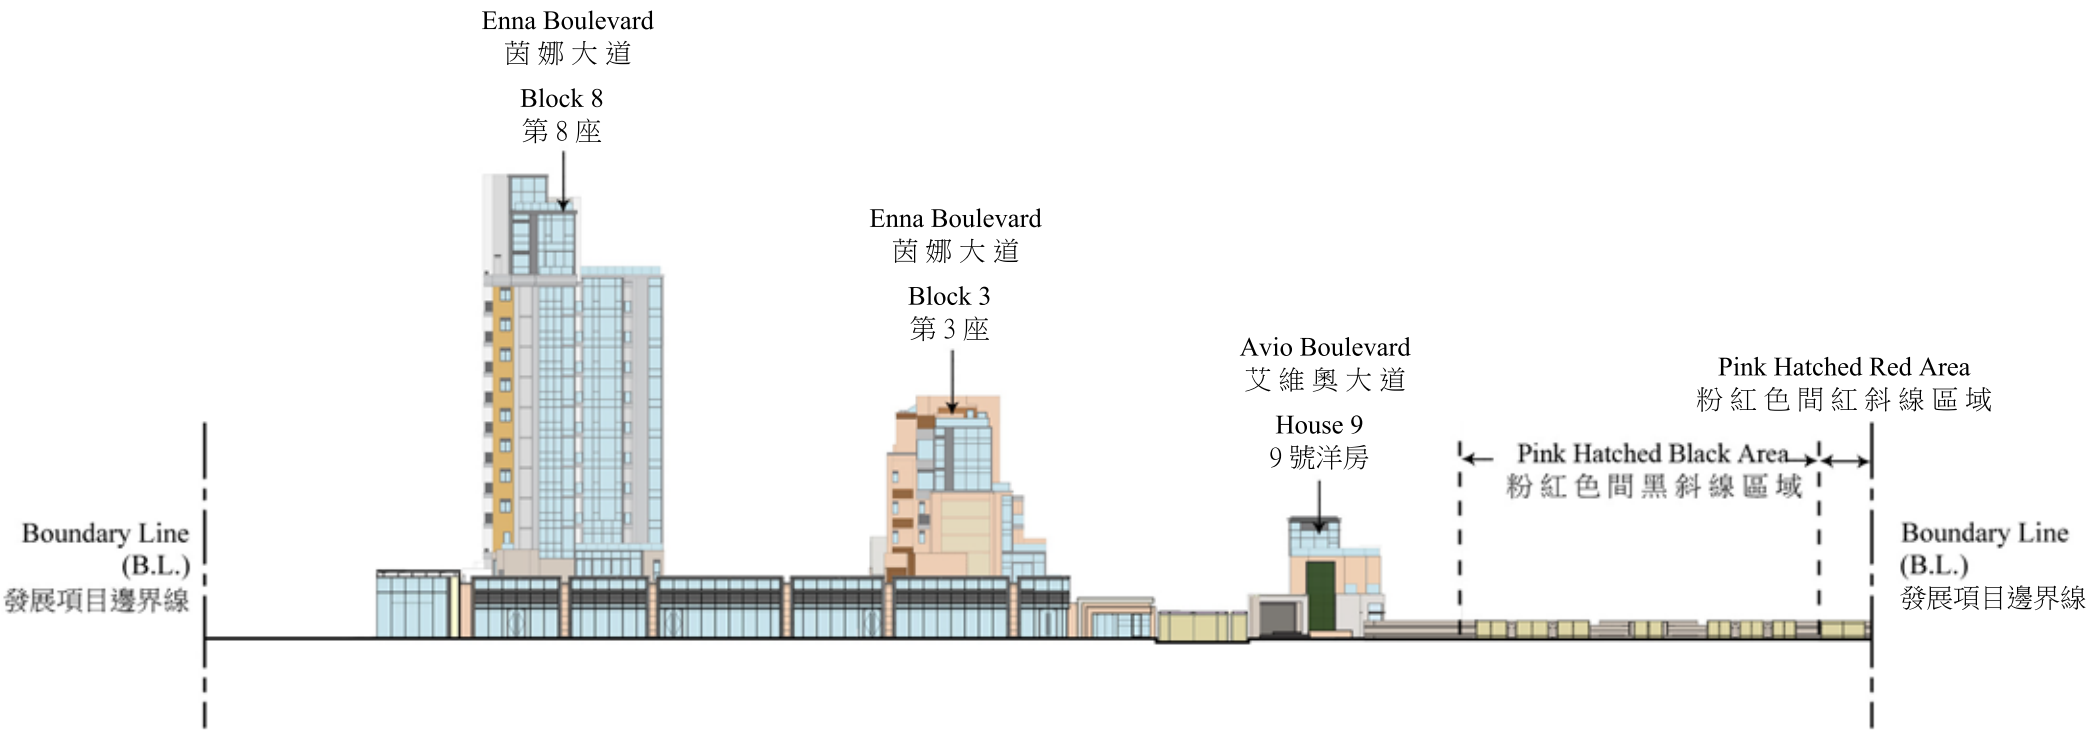 Enna Boulevard
茵娜大道
Block 8
第8座
Enna Boulevard
茵娜大道
Block 3
第3座
Avio Boulevard
艾維奧大道
House 9
9號洋房
Pink Hatched Red Area
粉紅色間紅斜線區域
Pink Hatched Black Area
粉紅色間黑斜線區域
Boundary Line
(B.L.)
發展項目邊界線
Boundary Line
(B.L.)
發展項目邊界線